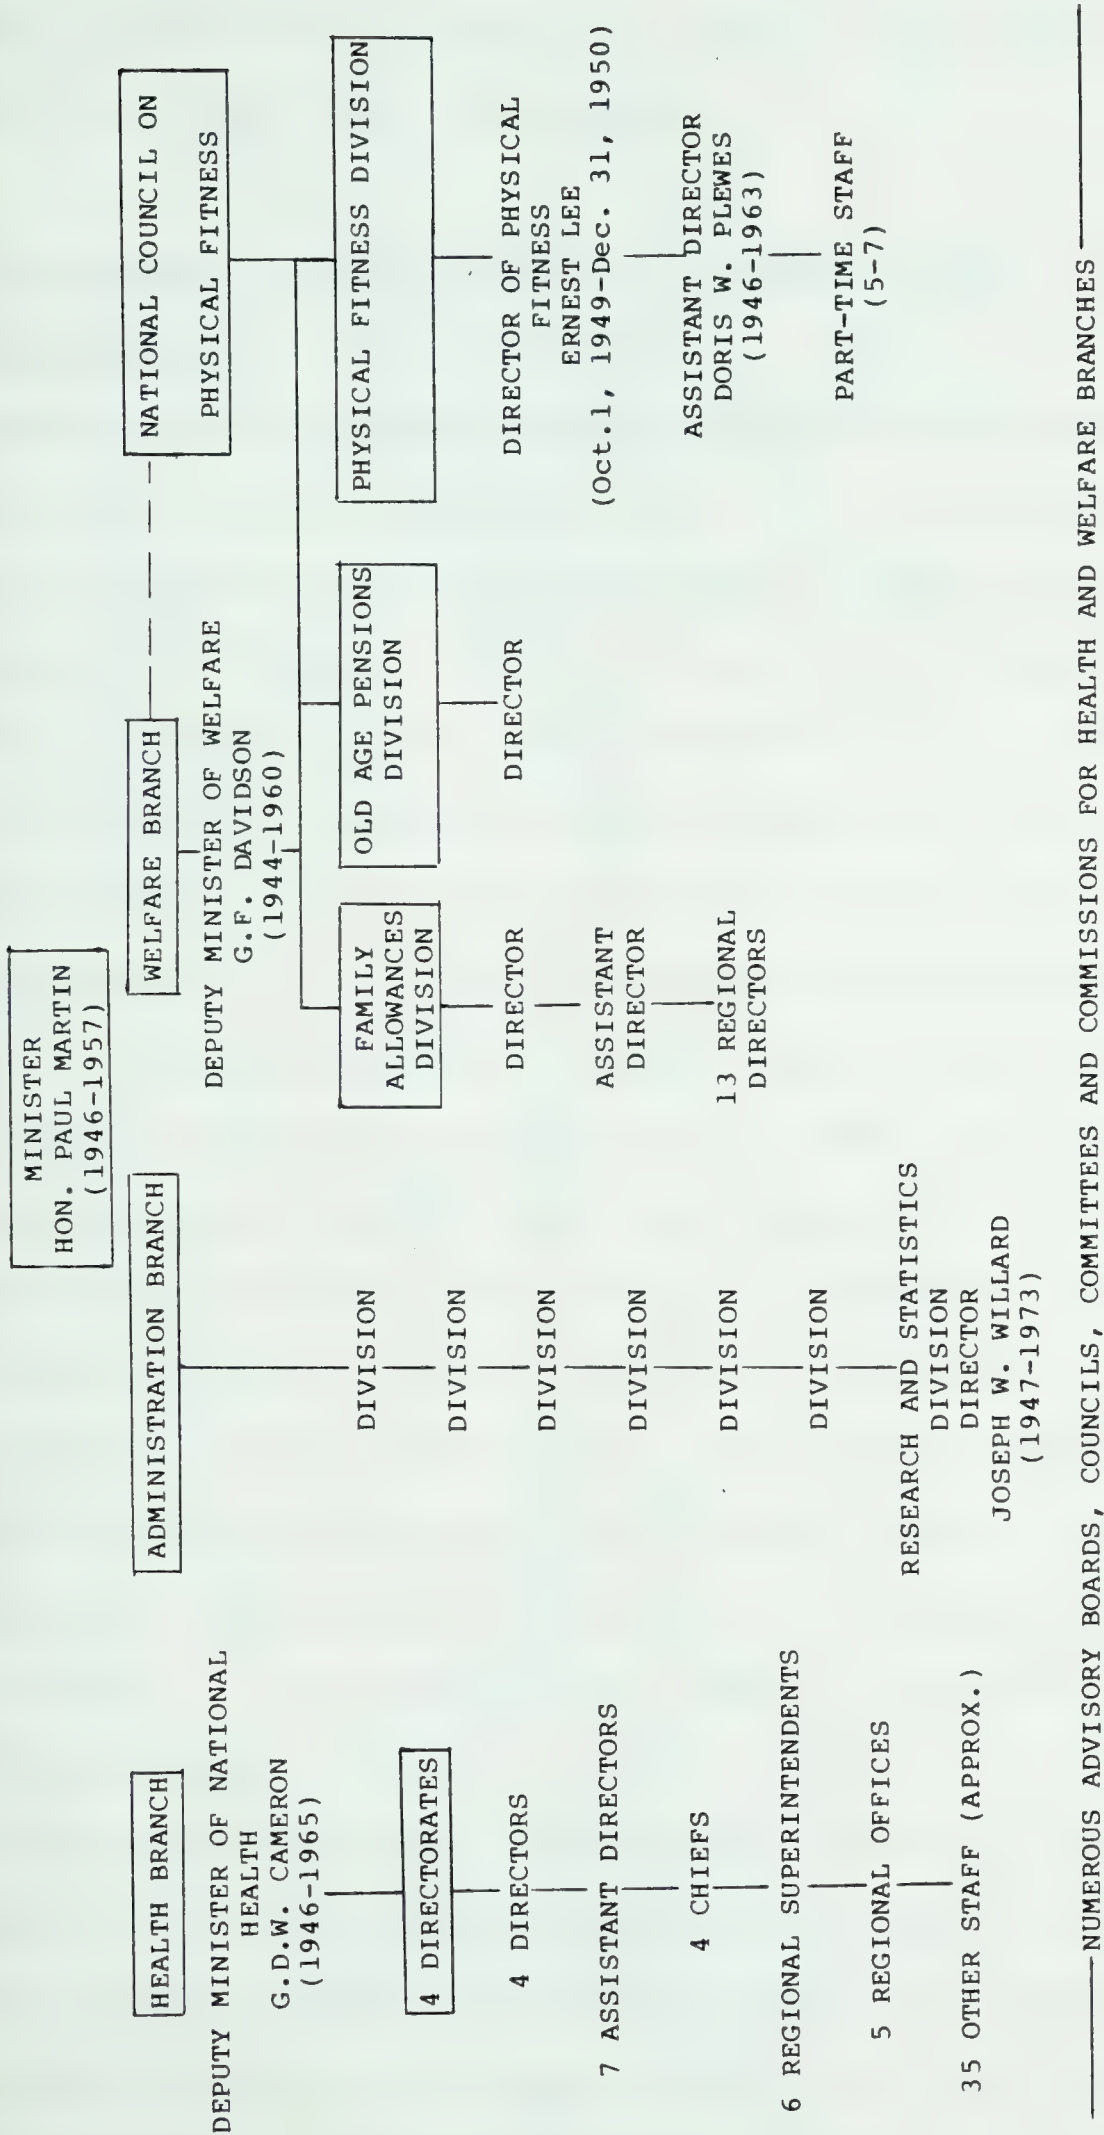 MINISTER
HON. PAUL MARTIN
(1946-1957)
HEALTH BRANCH
DEPUTY MINISTER OF NATIONAL
HEALTH
G.D.W. CAMERON
(1946-1965)
4 DIRECTORATES
4 DIRECTORS
7 ASSISTANT DIRECTORS
4 CHIEFS
6 REGIONAL SUPERINTENDENTS
5 REGIONAL OFFICES
35 OTHER STAFF (APPROX.)
ADMINISTRATION BRANCH
DIVISION
DIVISION
DIVISION
DIVISION
DIVISION
DIVISION
RESEARCH AND STATISTICS
DIVISION
DIRECTOR
JOSEPH W. WILLARD
(1947-1973)
WELFARE BRANCH
DEPUTY MINISTER OF WELFARE
G.F. DAVIDSON
(1944-1960)
FAMILY
ALLOWANCES
DIVISION
DIRECTOR
ASSISTANT
DIRECTOR
13 REGIONAL
DIRECTORS
OLD AGE PENSIONS
DIVISION
DIRECTOR
NATIONAL COUNCIL ON
PHYSICAL FITNESS
PHYSICAL FITNESS DIVISION
DIRECTOR OF PHYSICAL
FITNESS
ERNEST LEE
(Oct.1, 1949-Dec. 31, 1950)
ASSISTANT DIRECTOR
DORIS W. PLEWES
(1946-1963)
PART-TIME STAFF
(5-7)
NUMEROUS ADVISORY BOARDS, COUNCILS, COMMITTEES AND COMMISSIONS FOR HEALTH AND WELFARE BRANCHES